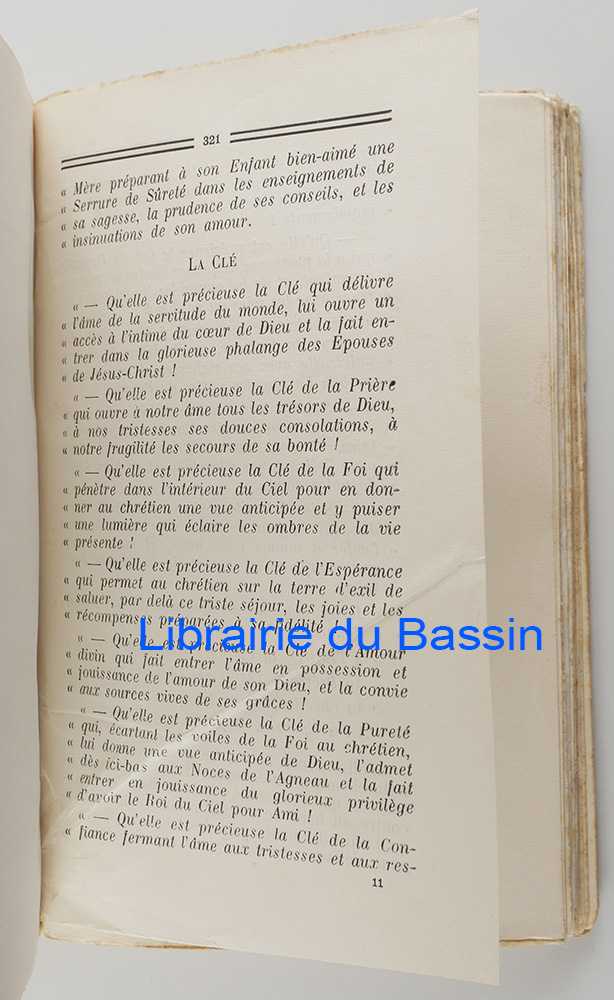 321
« Mère préparant à son Enfant bien-aimé une
« Serrure de Sûreté dans les enseignements de
« sa sagesse, la prudence de ses conseils, et les
« insinuations de son amour.
LA CLÉ
« — Qu'elle est précieuse la Clé qui délivre
« l'âme de la servitude du monde, lui ouvre un
« accès à l'intime du cœur de Dieu et la fait en-
« trer dans la glorieuse phalange des Epouses
« de Jésus-Christ !
« — Qu'elle est précieuse la Clé de la Prière
« qui ouvre à notre âme tous les trésors de Dieu,
« à nos tristesses ses douces consolations, à
« notre fragilité les secours de sa bonté !
« — Qu'elle est précieuse la Clé de la Foi qui
« pénètre dans l'intérieur du Ciel pour en don-
« ner au chrétien une vue anticipée et y puiser
« une lumière qui éclaire les ombres de la vie
« présente !
« — Qu'elle est précieuse la Clé de l'Espérance
« qui permet au chrétien sur la terre d'exil de
« saluer, par delà ce triste séjour, les joies et les
« récompenses préparées à sa fidélité !
Librairie du Bassin
« — Qu'elle est précieuse la Clé de l'Amour
« divin qui fait entrer l'âme en possession et
« jouissance de l'amour de son Dieu, et la convie
« aux sources vives de ses grâces !
« — Qu'elle est précieuse la Clé de la Pureté
« qui, écartant les voiles de la Foi au chrétien,
« lui donne une vue anticipée de Dieu, l'admet
« dès ici-bas aux Noces de l'Agneau et la fait
« entrer en jouissance du glorieux privilège
« d'avoir le Roi du Ciel pour Ami !
« — Qu'elle est précieuse la Clé de la Con-
« fiance fermant l'âme aux tristesses et aux res-
11